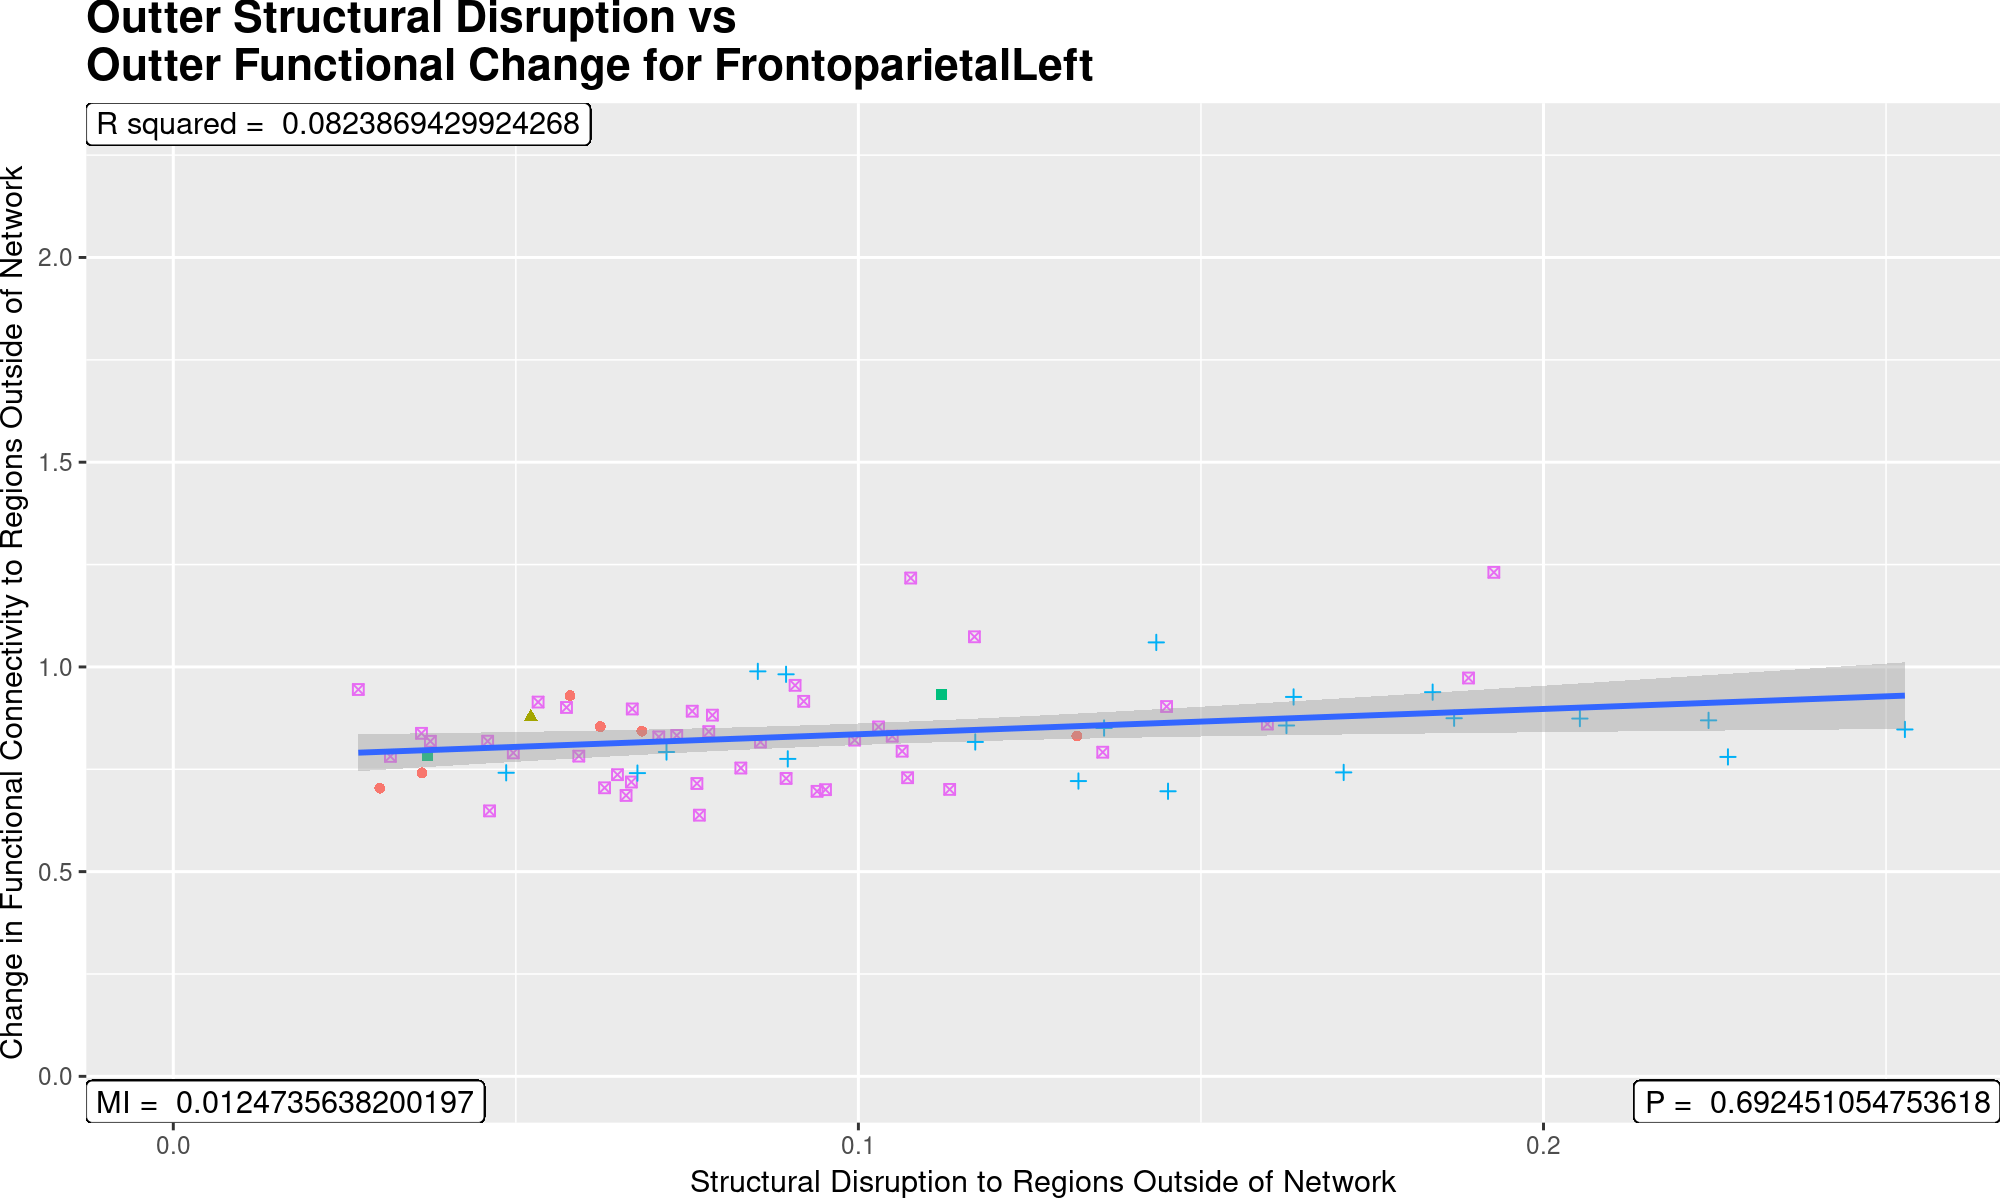 Outter Structural Disruption vs
Outter Functional Change for FrontoparietalLeft
R squared =  0.0823869429924268
Change in Functional Connectivity to Regions Outside of Network
2.0
1.5
1.0
0.5
0.0
MI =  0.0124735638200197
P =  0.692451054753618
0.0
0.1
0.2
Structural Disruption to Regions Outside of Network